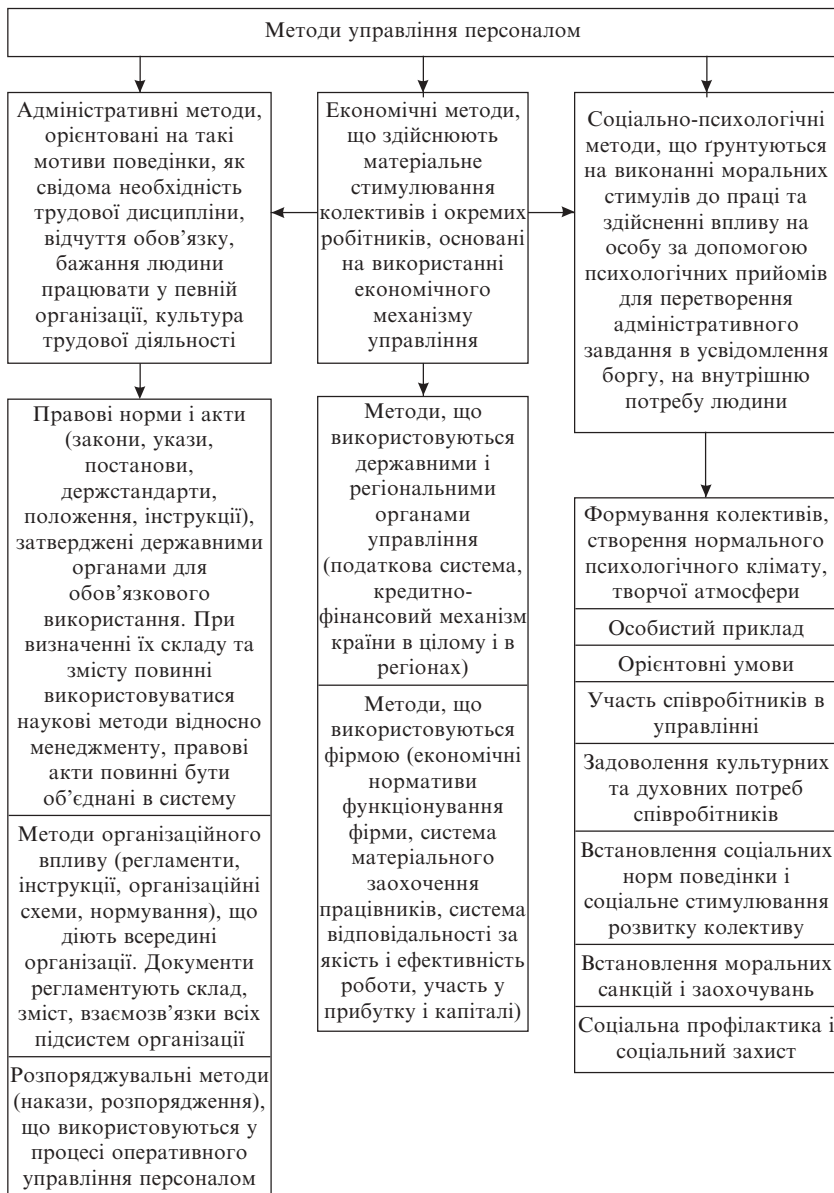 Методи управління персоналом
Адміністративні методи,
орієнтовані на такі
мотиви поведінки, як
свідома необхідність
трудової дисципліни,
відчуття обов'язку,
бажання людини
працювати у певній
організації, культура
трудової діяльності
Економічні методи,
що здійснюють
матеріальне
стимулювання
колективів і окремих
робітників, основані
на використанні
економічного
механізму
управління
Соціально-психологічні
методи, що ґрунтуються
на виконанні моральних
стимулів до праці та
здійсненні впливу на
особу за допомогою
психологічних прийомів
для перетворення
адміністративного
завдання в усвідомлення
боргу, на внутрішню
потребу людини
Правові норми і акти
(закони, укази,
постанови,
держстандарти,
положення, інструкції),
затверджені державними
органами для
обов'язкового
використання. При
визначенні їх складу та
змісту повинні
використовуватися
наукові методи відносно
менеджменту, правові
акти повинні бути
об'єднані в систему
Методи організаційного
впливу (регламенти,
інструкції, організаційні
схеми, нормування), що
діють всередині
організації. Документи
регламентують склад,
зміст, взаємозв'язки всіх
підсистем організації
Розпоряджувальні методи
(накази, розпорядження),
що використовуються у
процесі оперативного
управління персоналом
Методи, що
використовуються
державними і
регіональними
органами
управління
(податкова система,
кредитно-
фінансовий механізм
країни в цілому і в
регіонах)
Методи, що
використовуються
фірмою (економічні
нормативи
функціонування
фірми, система
матеріального
заохочення
працівників, система
відповідальності за
якість і ефективність
роботи, участь у
прибутку і капіталі)
Формування колективів,
створення нормального
психологічного клімату,
творчої атмосфери
Особистий приклад
Орієнтовні умови
Участь співробітників в
управлінні
Задоволення культурних
та духовних потреб
співробітників
Встановлення соціальних
норм поведінки і
соціальне стимулювання
розвитку колективу
Встановлення моральних
санкцій і заохочувань
Соціальна профілактика і
соціальний захист